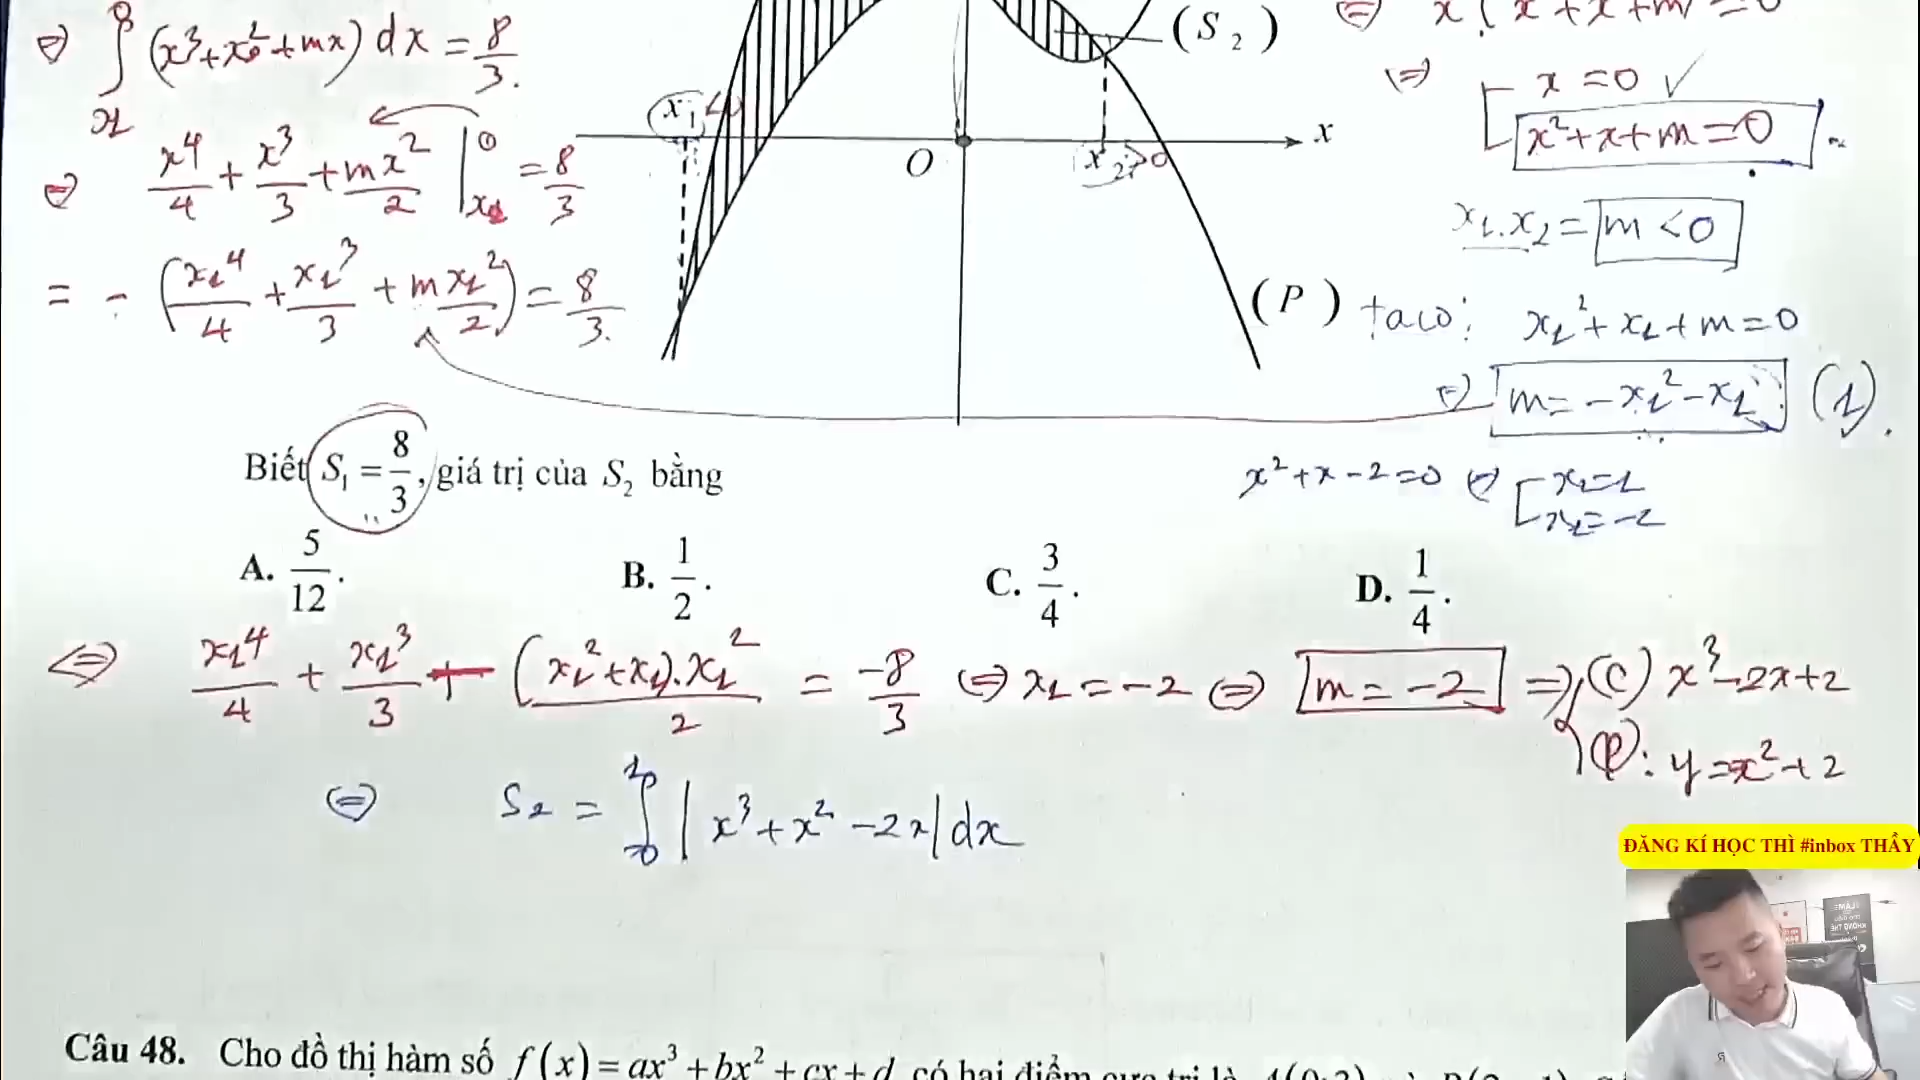 ⇔ ∫ₓ₁⁰ (x³+x²+mx) dx = 8/3.
(S₂)
x₁<0
⇔ x⁴/4 + x³/3 + mx²/2 |ₓ₁⁰ = 8/3
O
x₂>0
x
(⇔) x = 0 ✓
x²+x+m=0
x₁.x₂ = m<0
= - (x₁⁴/4 + x₁³/3 + mx₁²/2) = 8/3.
(P)
ta có: x₁²+x₁+m=0
⇔ m=-x₁²-x₁ (1).
Biết S₁ = 8/3, giá trị của S₂ bằng
x²+x-2=0 ⇔ x=1
x₁=-2
A. 5/12.
B. 1/2.
C. 3/4.
D. 1/4.
⇔ x₁⁴/4 + x₁³/3 - (x₁²+x₁).x₁²/2 = -8/3 ⇔ x₁=-2 ⇔ m=-2 ⇒ (C) x³-2x+2
(P): y=-x²+2
⇔ S₂ = ∫₀¹ |x³+x²-2x|dx
ĐĂNG KÍ HỌC THÌ #inbox THẦY
Câu 48. Cho đồ thị hàm số f(x) = ax³ + bx² + cx + d có hai điểm cực trị là